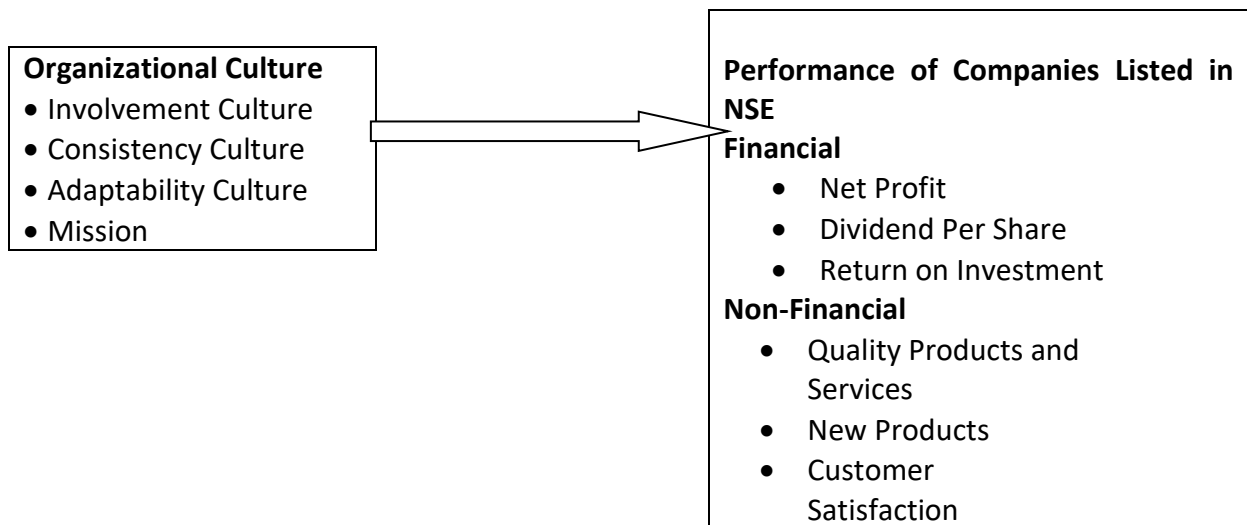 Organizational Culture
• Involvement Culture
• Consistency Culture
• Adaptability Culture
• Mission
Performance of Companies Listed in
NSE
Financial
• Net Profit
• Dividend Per Share
• Return on Investment
Non-Financial
• Quality Products and
Services
• New Products
• Customer
Satisfaction